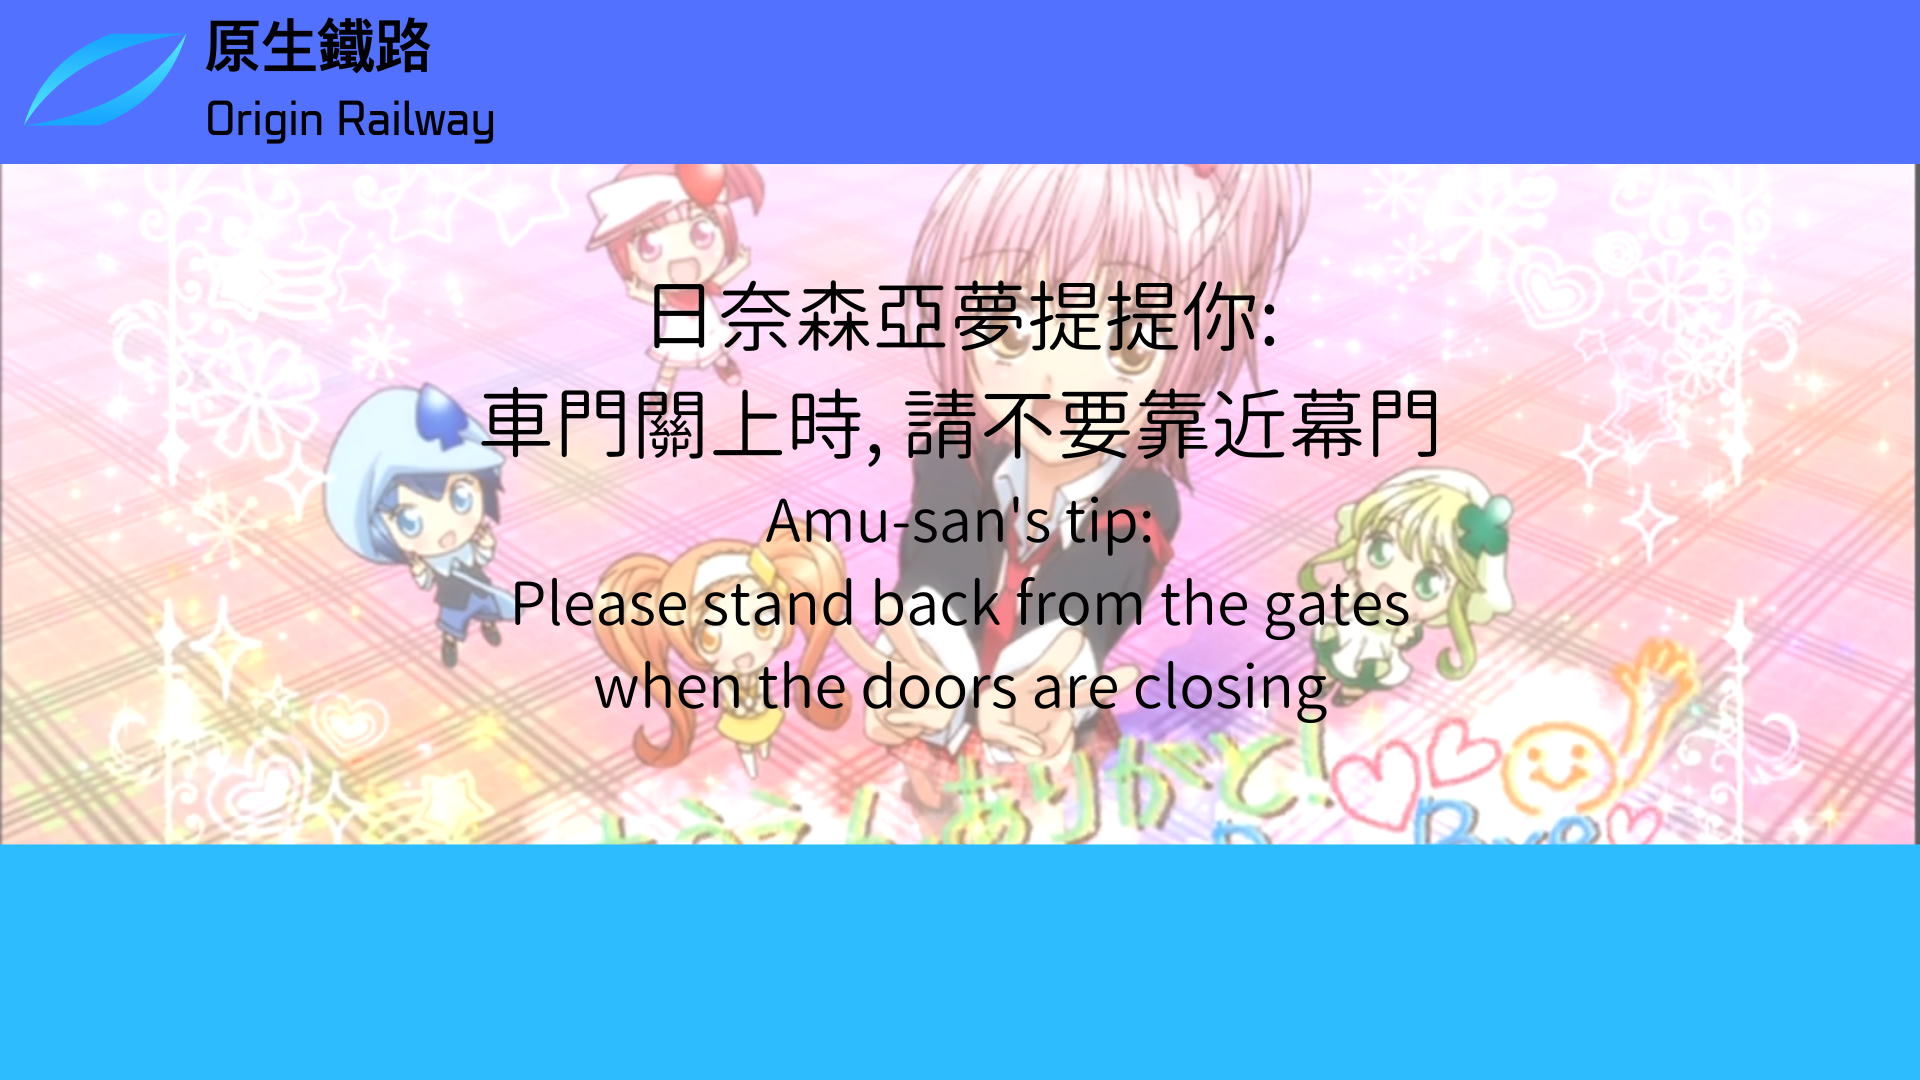 原生鐵路
Origin Railway
日奈森亞夢提提你:
車門關上時, 請不要靠近幕門
Amu-san's tip:
Please stand back from the gates
when the doors are closing
ありがと!
Bye